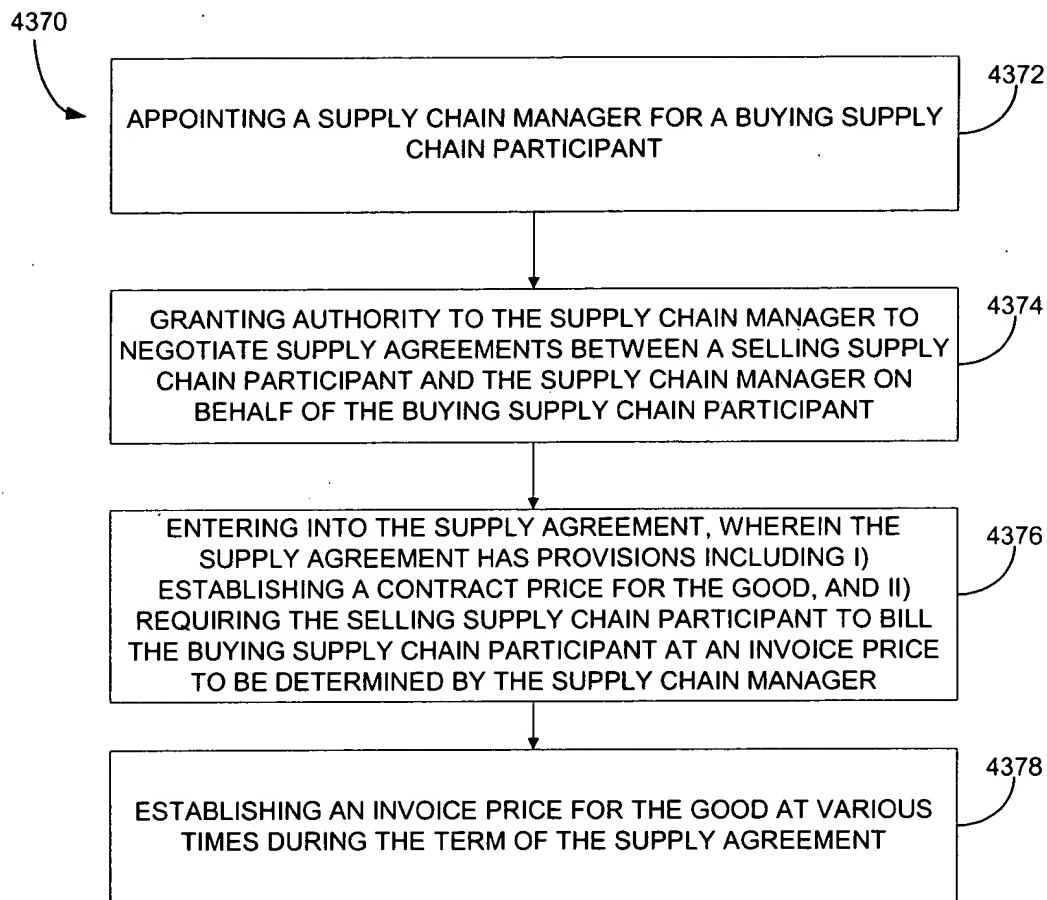 4370
4372
APPOINTING A SUPPLY CHAIN MANAGER FOR A BUYING SUPPLY
CHAIN PARTICIPANT
4374
GRANTING AUTHORITY TO THE SUPPLY CHAIN MANAGER TO
NEGOTIATE SUPPLY AGREEMENTS BETWEEN A SELLING SUPPLY
CHAIN PARTICIPANT AND THE SUPPLY CHAIN MANAGER ON
BEHALF OF THE BUYING SUPPLY CHAIN PARTICIPANT
4376
ENTERING INTO THE SUPPLY AGREEMENT, WHEREIN THE
SUPPLY AGREEMENT HAS PROVISIONS INCLUDING I)
ESTABLISHING A CONTRACT PRICE FOR THE GOOD, AND II)
REQUIRING THE SELLING SUPPLY CHAIN PARTICIPANT TO BILL
THE BUYING SUPPLY CHAIN PARTICIPANT AT AN INVOICE PRICE
TO BE DETERMINED BY THE SUPPLY CHAIN MANAGER
4378
ESTABLISHING AN INVOICE PRICE FOR THE GOOD AT VARIOUS
TIMES DURING THE TERM OF THE SUPPLY AGREEMENT